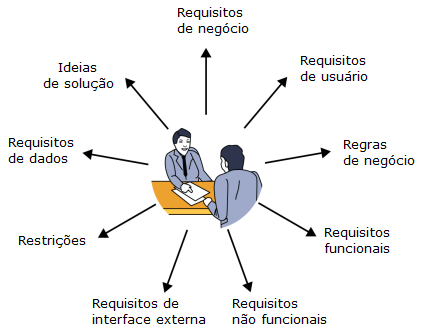 Requisitos
de negócio
Requisitos
de usuário
Regras
de negócio
Requisitos
funcionais
Requisitos
não funcionais
Requisitos de
interface externa
Restrições
Requisitos
de dados
Ideias
de solução